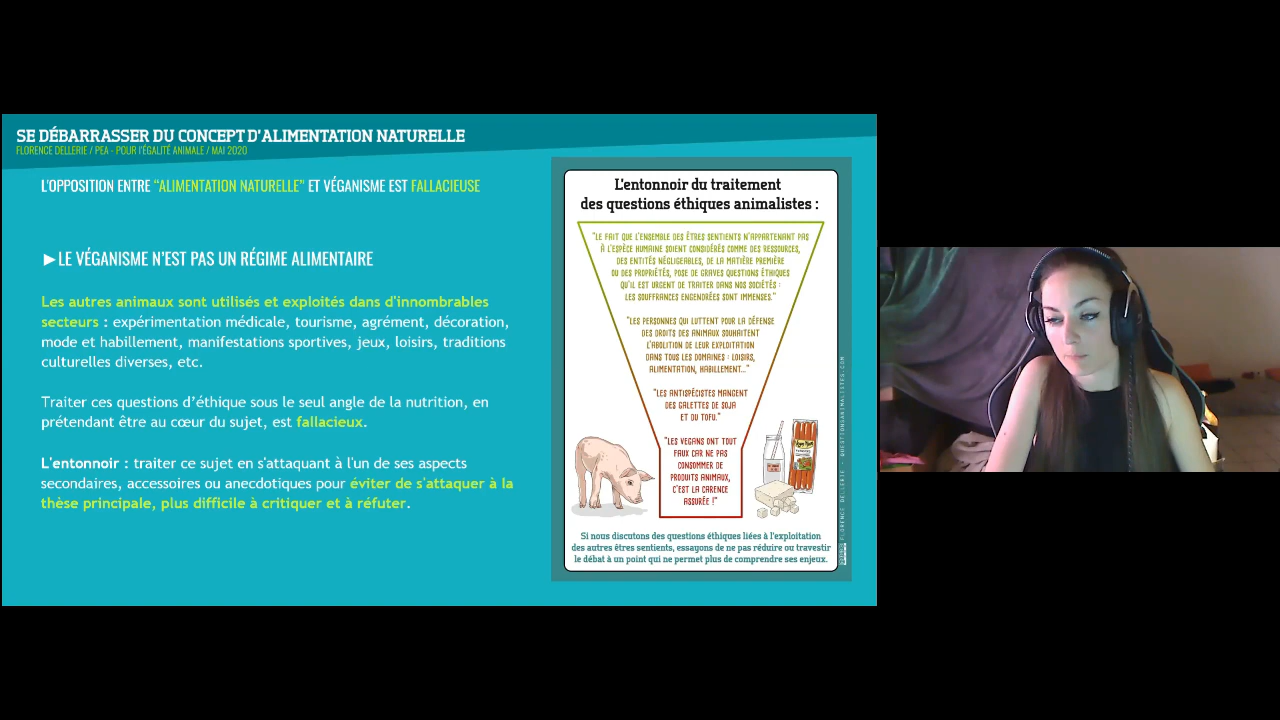 SE DÉBARRASSER DU CONCEPT D'ALIMENTATION NATURELLE
FLORENCE DELLERIE / PEA - POUR L'ÉGALITÉ ANIMALE / MAI 2020
L'OPPOSITION ENTRE "ALIMENTATION NATURELLE" ET VÉGANISME EST FALLACIEUSE
►LE VÉGANISME N'EST PAS UN RÉGIME ALIMENTAIRE
Les autres animaux sont utilisés et exploités dans d'innombrables
secteurs : expérimentation médicale, tourisme, agrément, décoration,
mode et habillement, manifestations sportives, jeux, loisirs, traditions
culturelles diverses, etc.
Traiter ces questions d'éthique sous le seul angle de la nutrition, en
prétendant être au cœur du sujet, est fallacieux.
L'entonnoir : traiter ce sujet en s'attaquant à l'un de ses aspects
secondaires, accessoires ou anecdotiques pour éviter de s'attaquer à la
thèse principale, plus difficile à critiquer et à réfuter.
L'entonnoir du traitement
des questions éthiques animalistes :
"LE FAIT QUE L'ENSEMBLE DES ÊTRES SENTIENTS N'APPARTENANT PAS
À L'ESPÈCE HUMAINE SOIENT CONSIDÉRÉS COMME DES RESSOURCES,
DES ENTITÉS NÉGLIGEABLES, DE LA MATIÈRE PREMIÈRE
OU DES PROPRIÉTÉS, POSE DE GRAVES QUESTIONS ÉTHIQUES
QU'IL EST URGENT DE TRAITER DANS NOS SOCIÉTÉS :
LES SOUFFRANCES ENGENDRÉES SONT IMMENSES."
"LES PERSONNES QUI LUTTENT POUR LA DÉFENSE
DES DROITS DES ANIMAUX SOUHAITENT
L'ABOLITION DE LEUR EXPLOITATION
DANS TOUS LES DOMAINES : LOISIRS,
ALIMENTATION, HABILLEMENT..."
"LES ANTISPÉCISTES MANGENT
DES GALETTES DE SOJA
ET DU TOFU."
"LES VEGANS ONT TOUT
FAUX CAR NE PAS
CONSOMMER DE
PRODUITS ANIMAUX,
C'EST LA CARENCE
ASSURÉE !"
Si nous discutons des questions éthiques liées à l'exploitation
des autres êtres sentients, essayons de ne pas réduire ou travestir
le débat à un point qui ne permet plus de comprendre ses enjeux.
FLORENCE DELLERIE - QUESTIONSANIMALISTES.COM